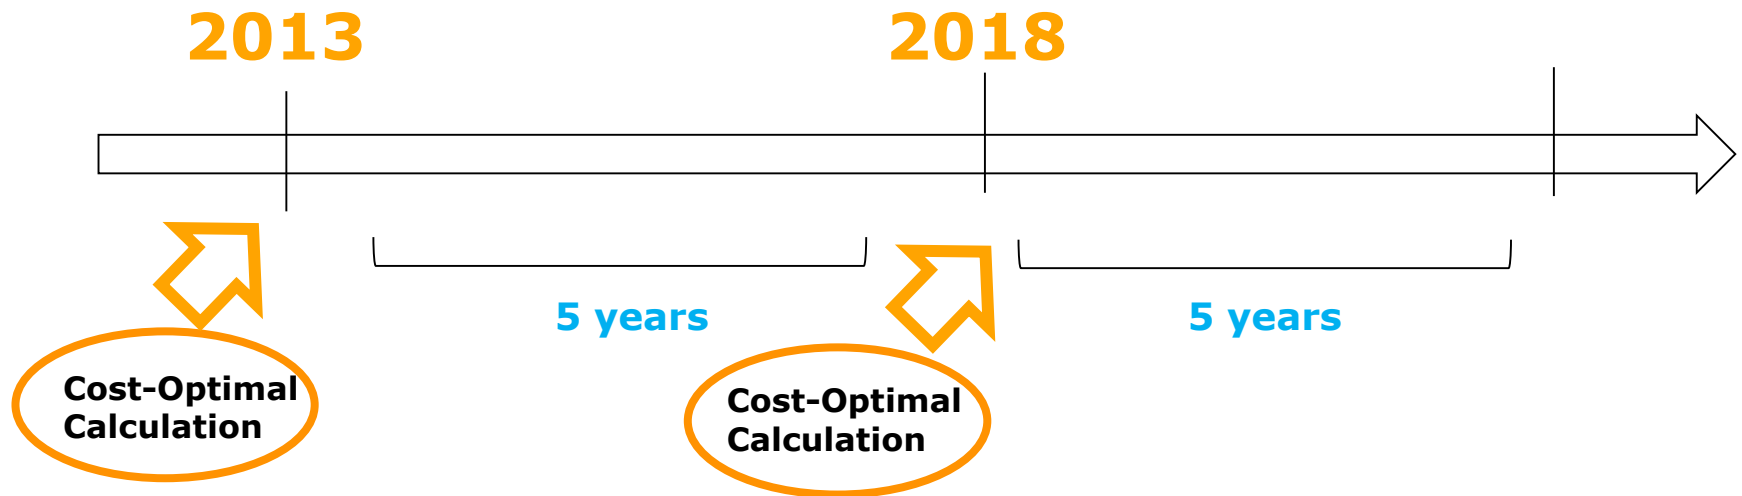 2013
2018
5 years
5 years
Cost-Optimal
Calculation
Cost-Optimal
Calculation